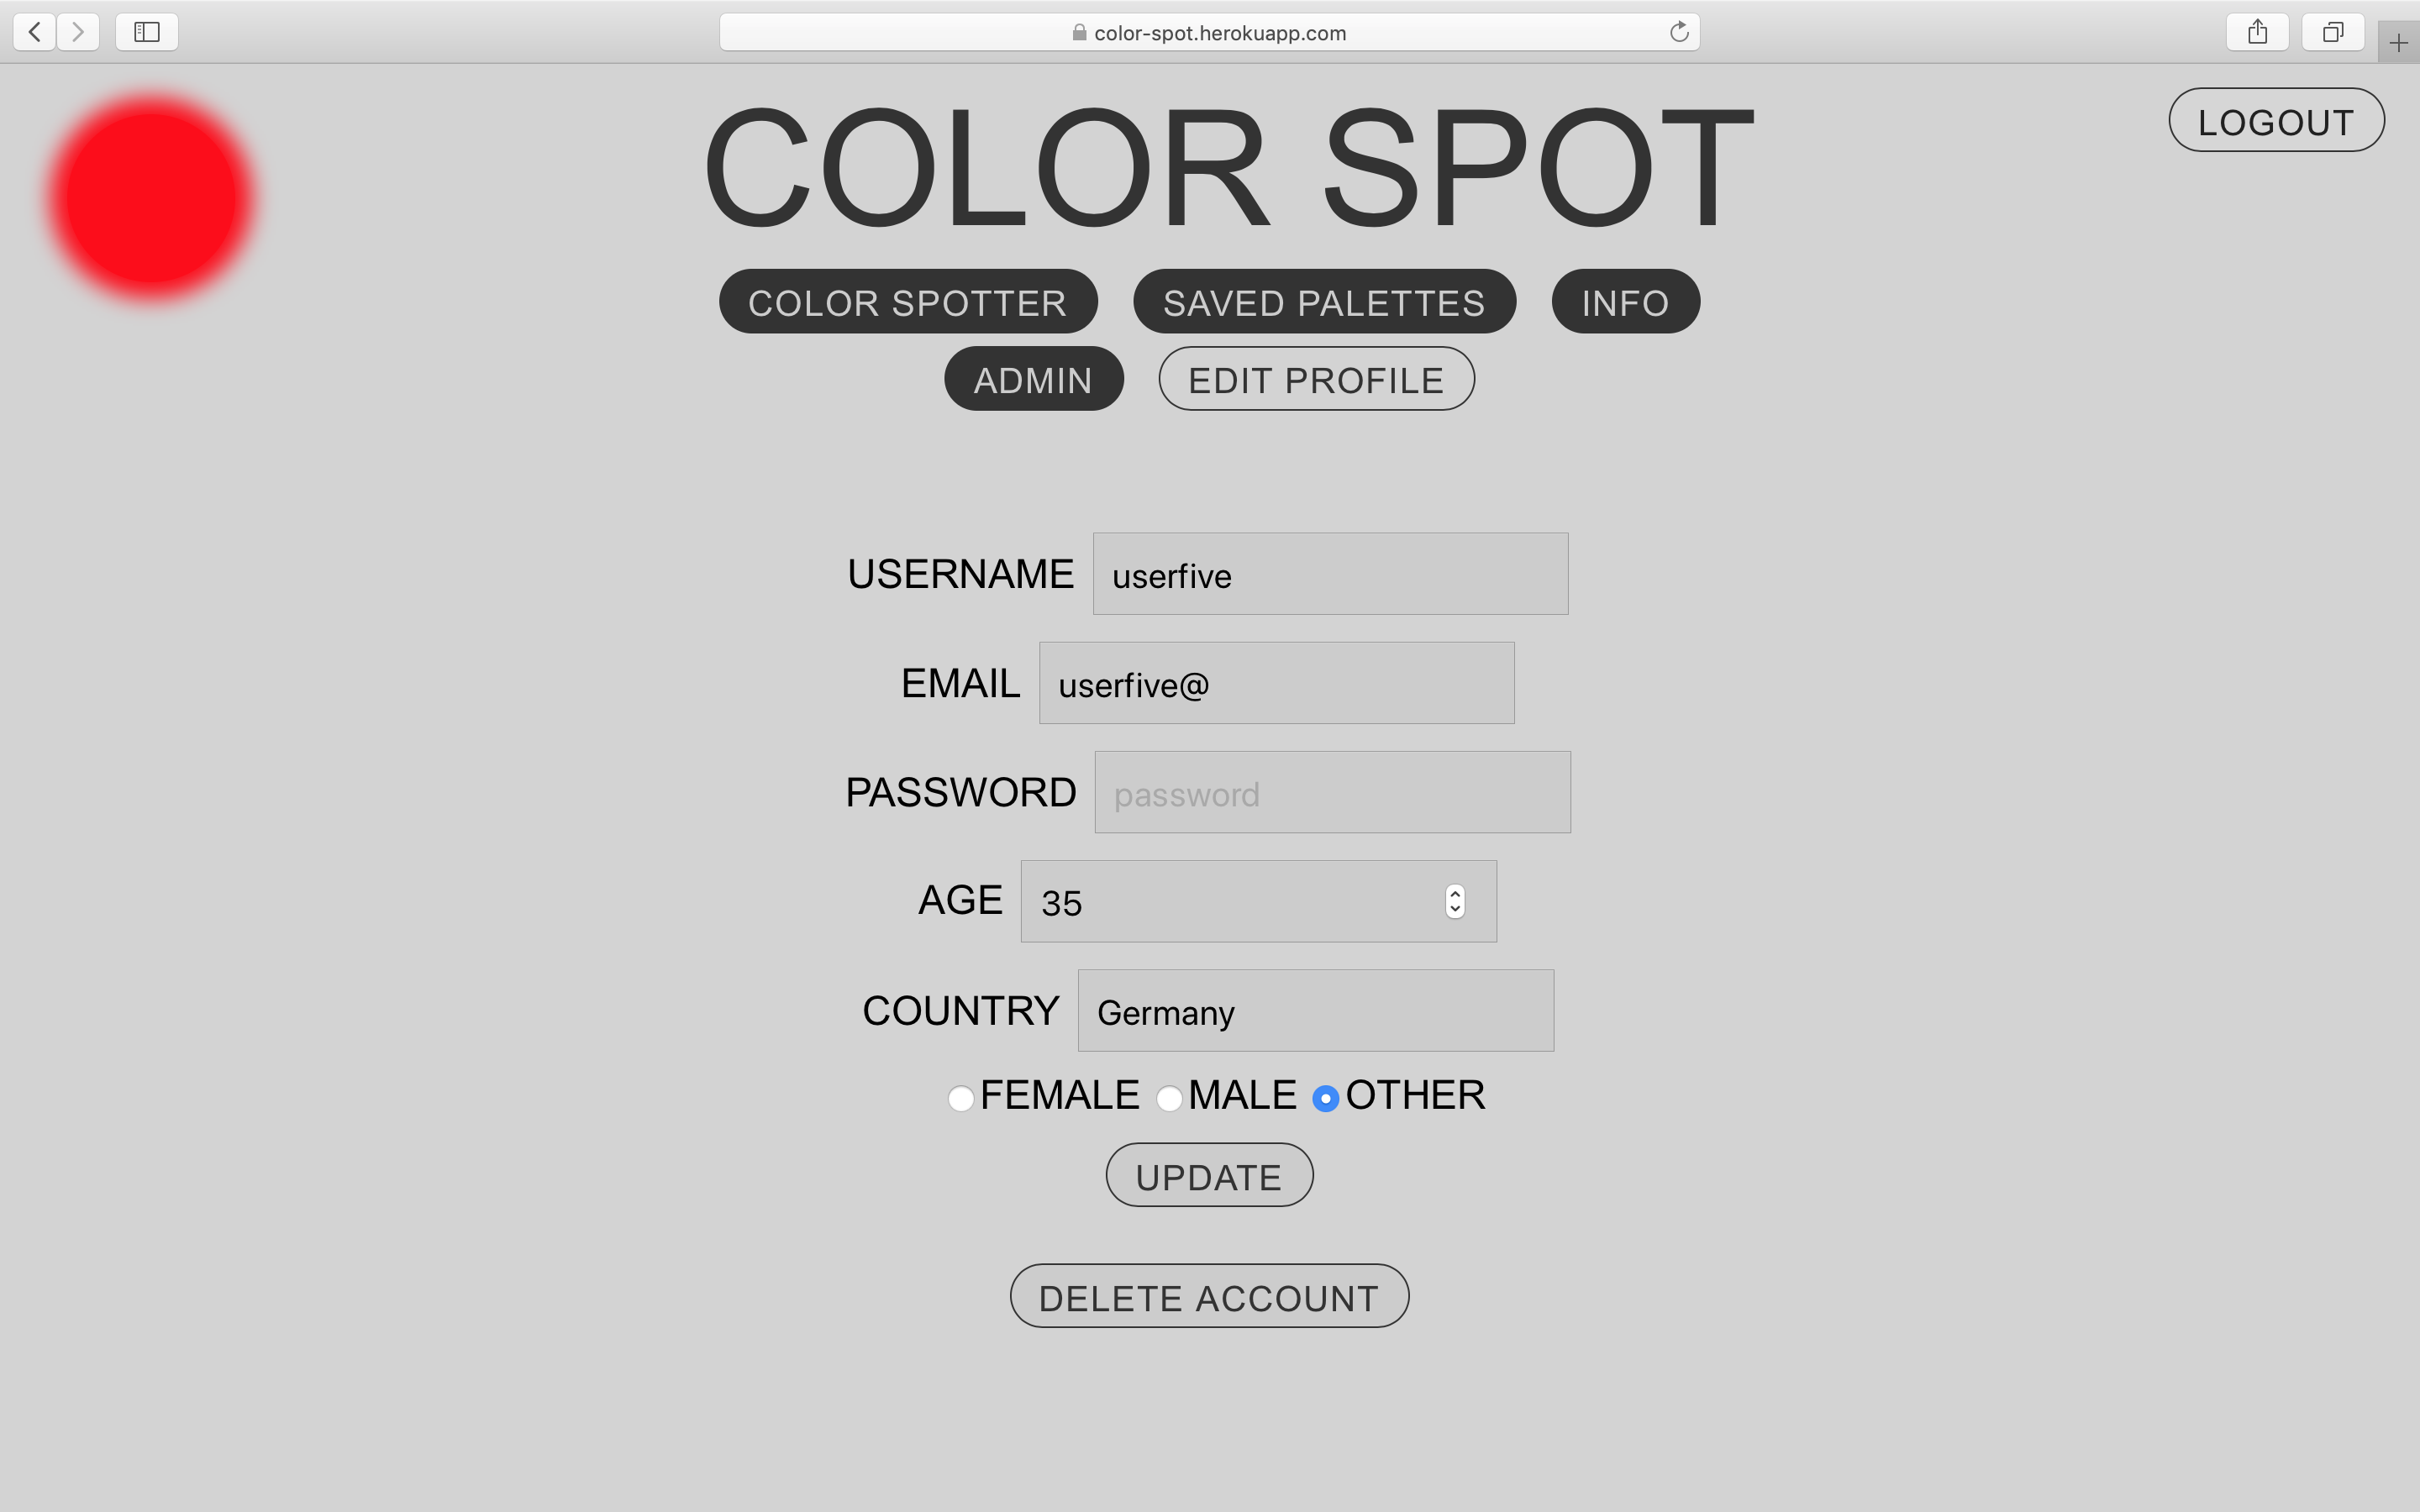 color-spot.herokuapp.com
COLOR SPOT
LOGOUT
COLOR SPOTTER SAVED PALETTES INFO
ADMIN EDIT PROFILE
USERNAME userfive
EMAIL userfive@
PASSWORD password
AGE 35
COUNTRY Germany
FEMALE MALE OTHER
UPDATE
DELETE ACCOUNT